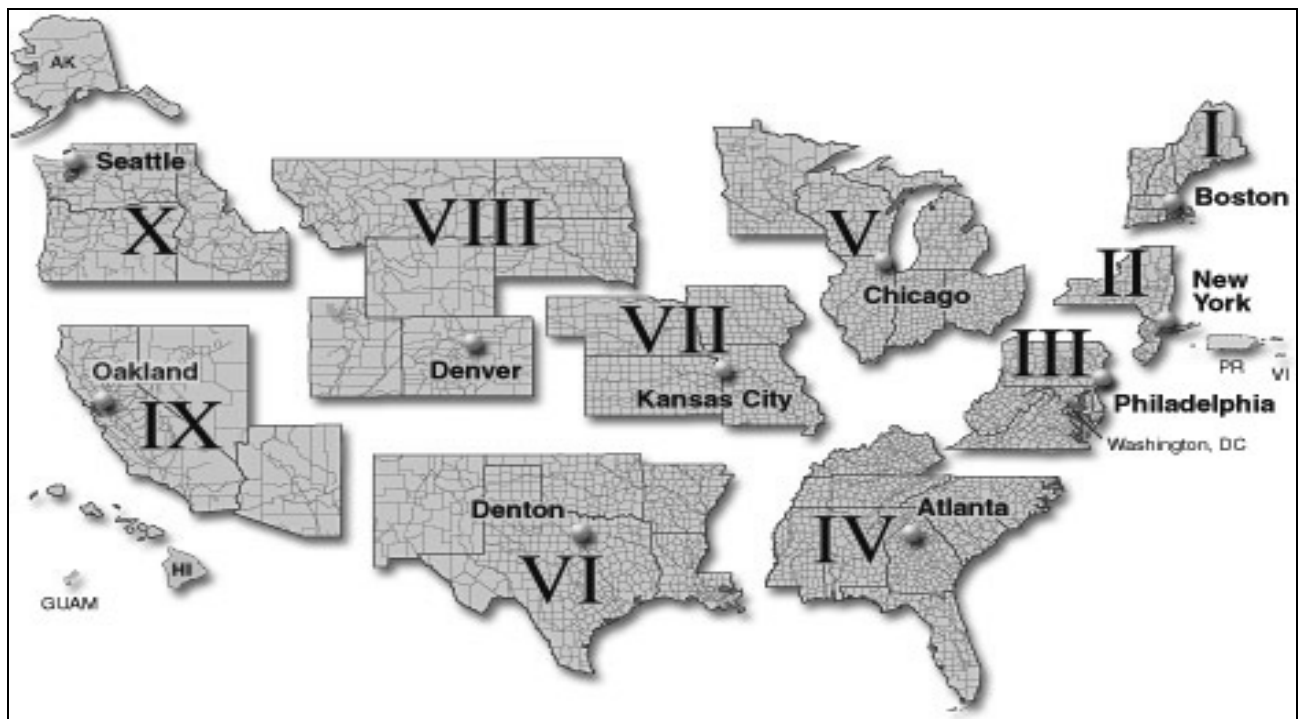 AK
Seattle
X
VIII
V
I
Boston
II
New
York
Chicago
VII
III
PR
VI
Oakland
IX
Denver
Kansas City
Philadelphia
Washington, DC
Denton
VI
Atlanta
IV
HI
GUAM